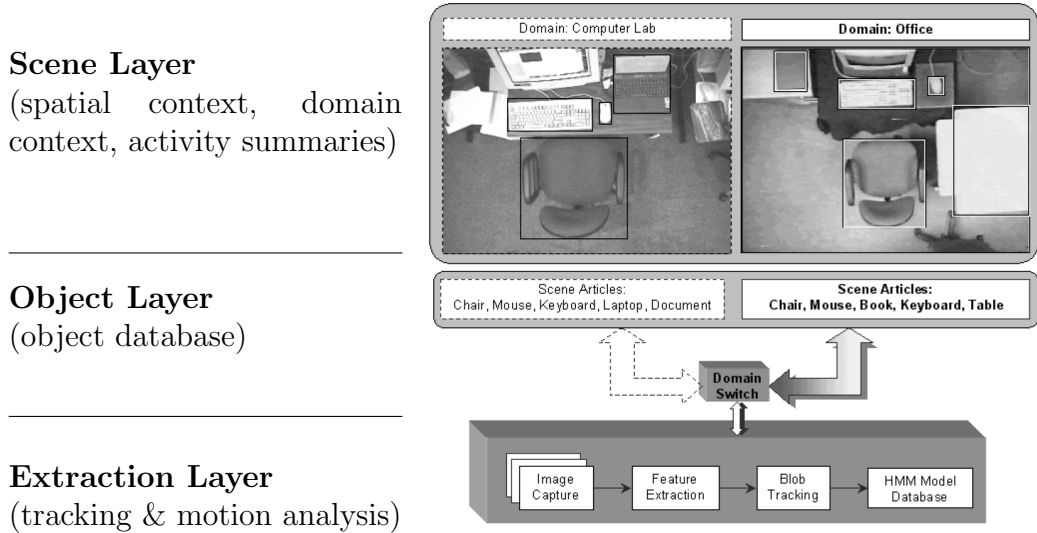 Scene Layer
(spatial context, domain
context, activity summaries)
Domain: Computer Lab
Domain: Office
Object Layer
(object database)
Scene Articles:
Chair, Mouse, Keyboard, Laptop, Document
Scene Articles:
Chair, Mouse, Book, Keyboard, Table
Domain
Switch
Extraction Layer
(tracking & motion analysis)
Image
Capture
Feature
Extraction
Blob
Tracking
HMM Model
Database